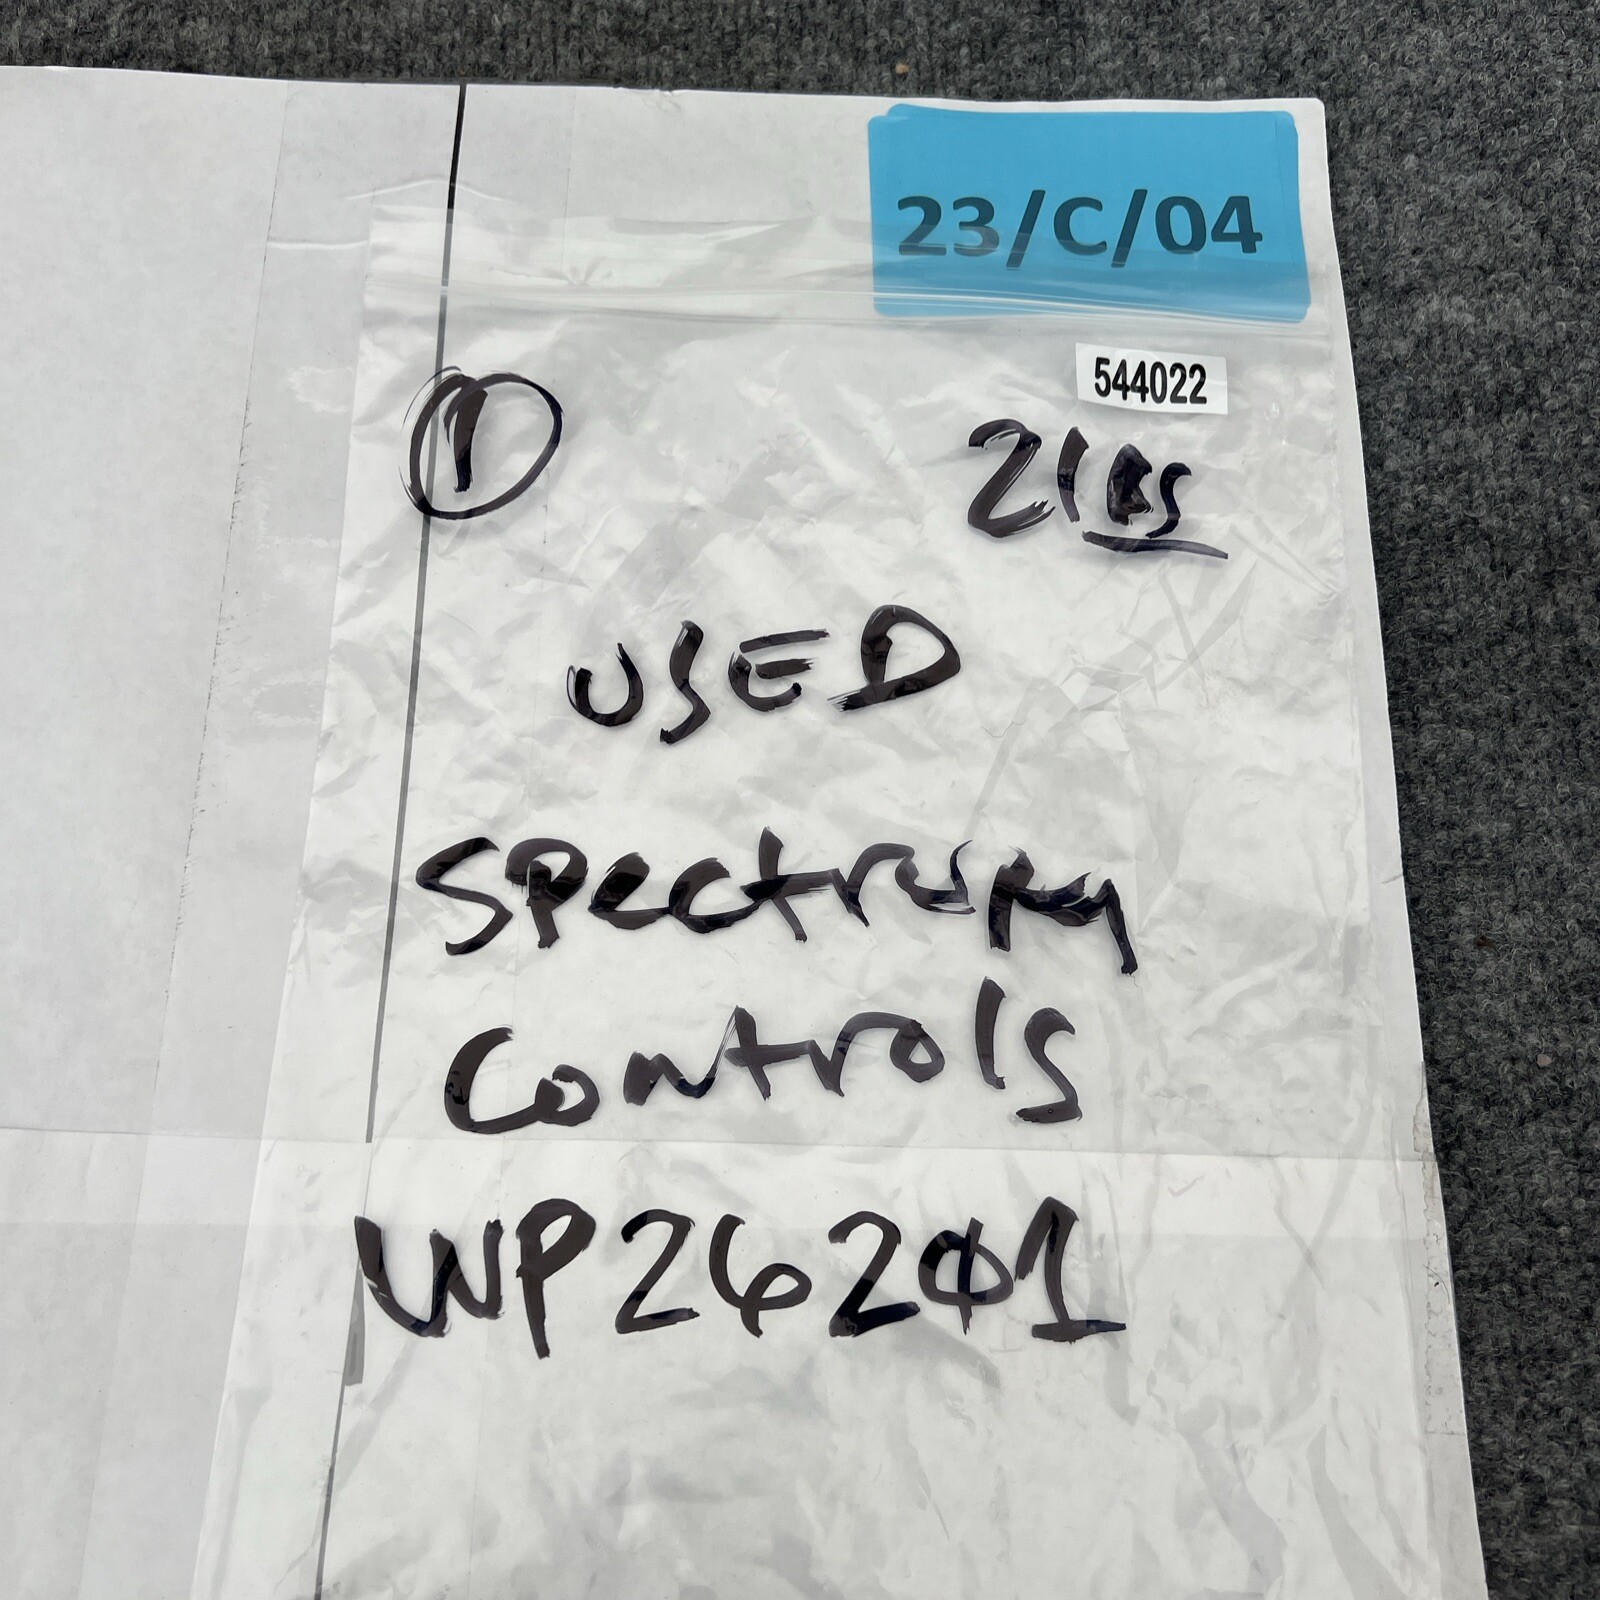 23/C/04
544022
1
2lbs
USED
Spectrum
Controls
WP26201